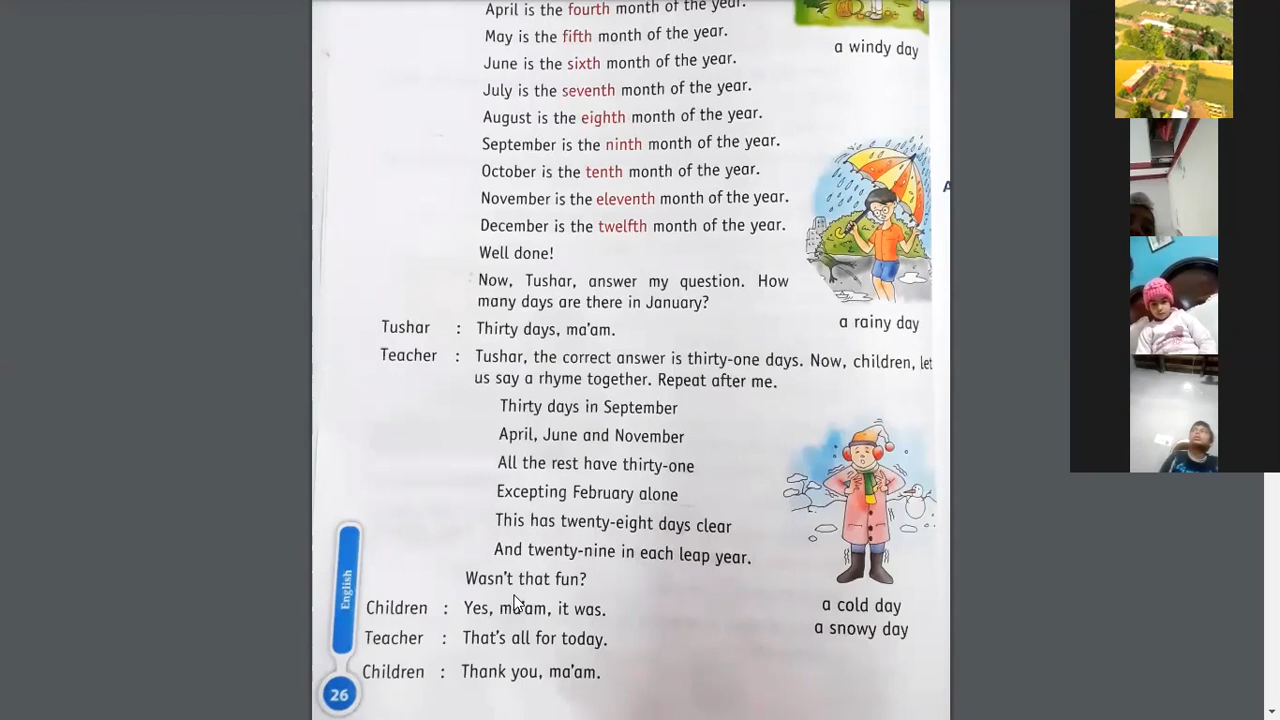 April is the fourth month of the year.
May is the fifth month of the year.
June is the sixth month of the year.
July is the seventh month of the year.
August is the eighth month of the year.
September is the ninth month of the year.
October is the tenth month of the year.
November is the eleventh month of the year.
December is the twelfth month of the year.
Well done!
Now, Tushar, answer my question. How
many days are there in January?
Tushar : Thirty days, ma'am.
Teacher : Tushar, the correct answer is thirty-one days. Now, children, let
us say a rhyme together. Repeat after me.
Thirty days in September
April, June and November
All the rest have thirty-one
Excepting February alone
This has twenty-eight days clear
And twenty-nine in each leap year.
Wasn't that fun?
Children : Yes, ma'am, it was.
Teacher : That's all for today.
Children : Thank you, ma'am.
a windy day
a rainy day
a cold day
a snowy day
A
English
26